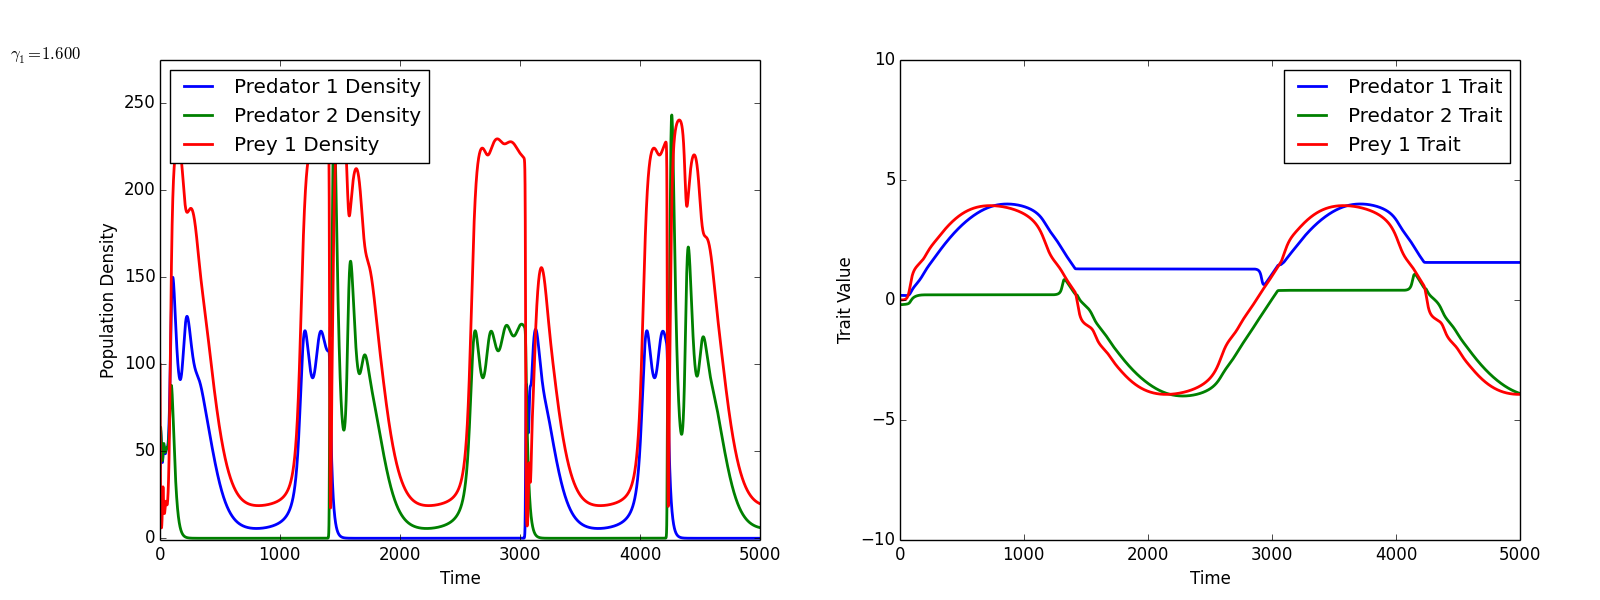 γ₁=1.600
Predator 1 Density
Predator 2 Density
Prey 1 Density
Population Density
250
200
150
100
50
0
0 1000 2000 3000 4000 5000
Time
Predator 1 Trait
Predator 2 Trait
Prey 1 Trait
Trait Value
10
5
0
−5
−10
0 1000 2000 3000 4000 5000
Time